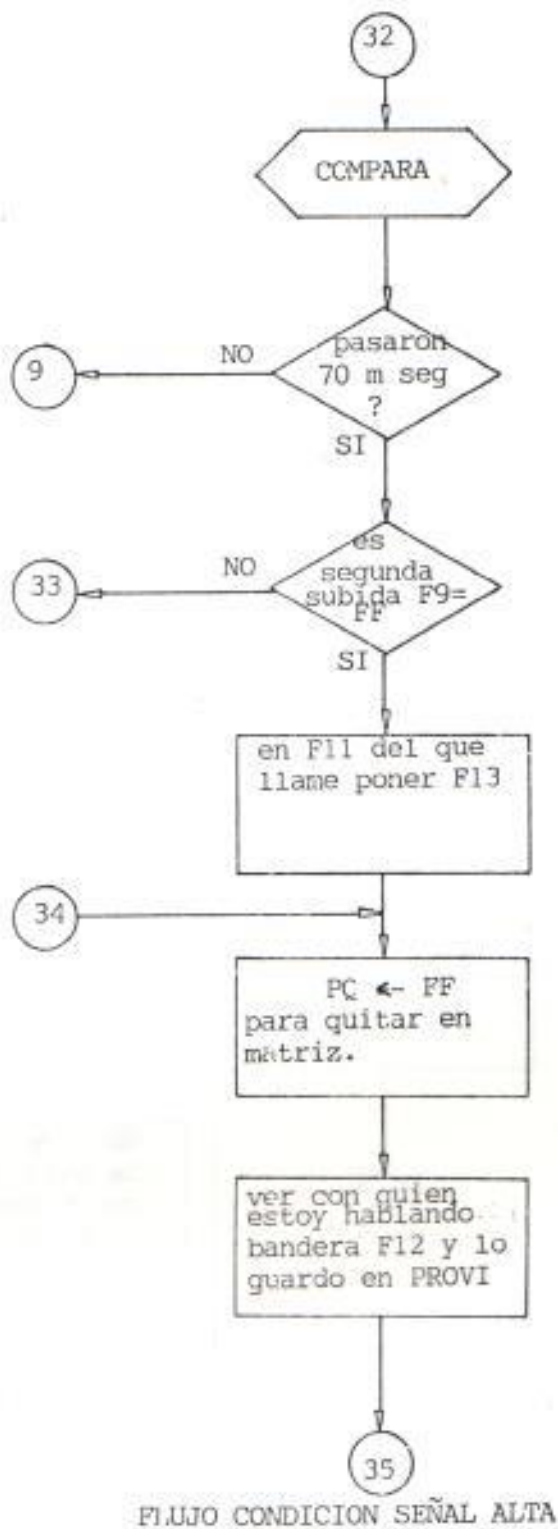 32
COMPARA
pasaron
70 m seg
?
NO
9
SI
es
segunda
subida F9=
FF
NO
33
SI
en F11 del que
llame poner F13
34
PC <- FF
para quitar en
matriz.
ver con quien
estoy hablando
bandera F12 y lo
guardo en PROVI
35
FLUJO CONDICION SEÑAL ALTA